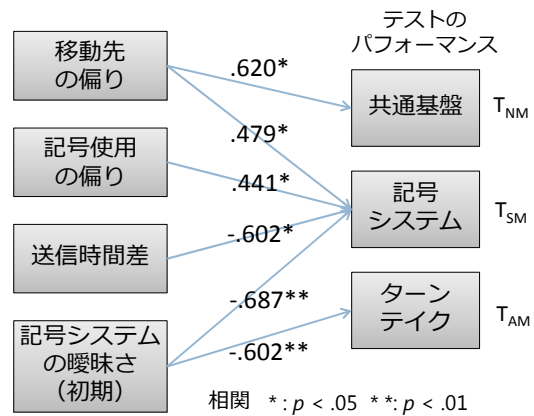 テストの
パフォーマンス
移動先
の偏り
.620*
共通基盤
T_NM
.479*
記号使用
の偏り
.441*
記号
システム
T_SM
送信時間差
-.602*
-.687**
ターン
テイク
T_AM
記号システム
の曖昧さ
（初期）
-.602**
相関 *: p < .05 **: p < .01